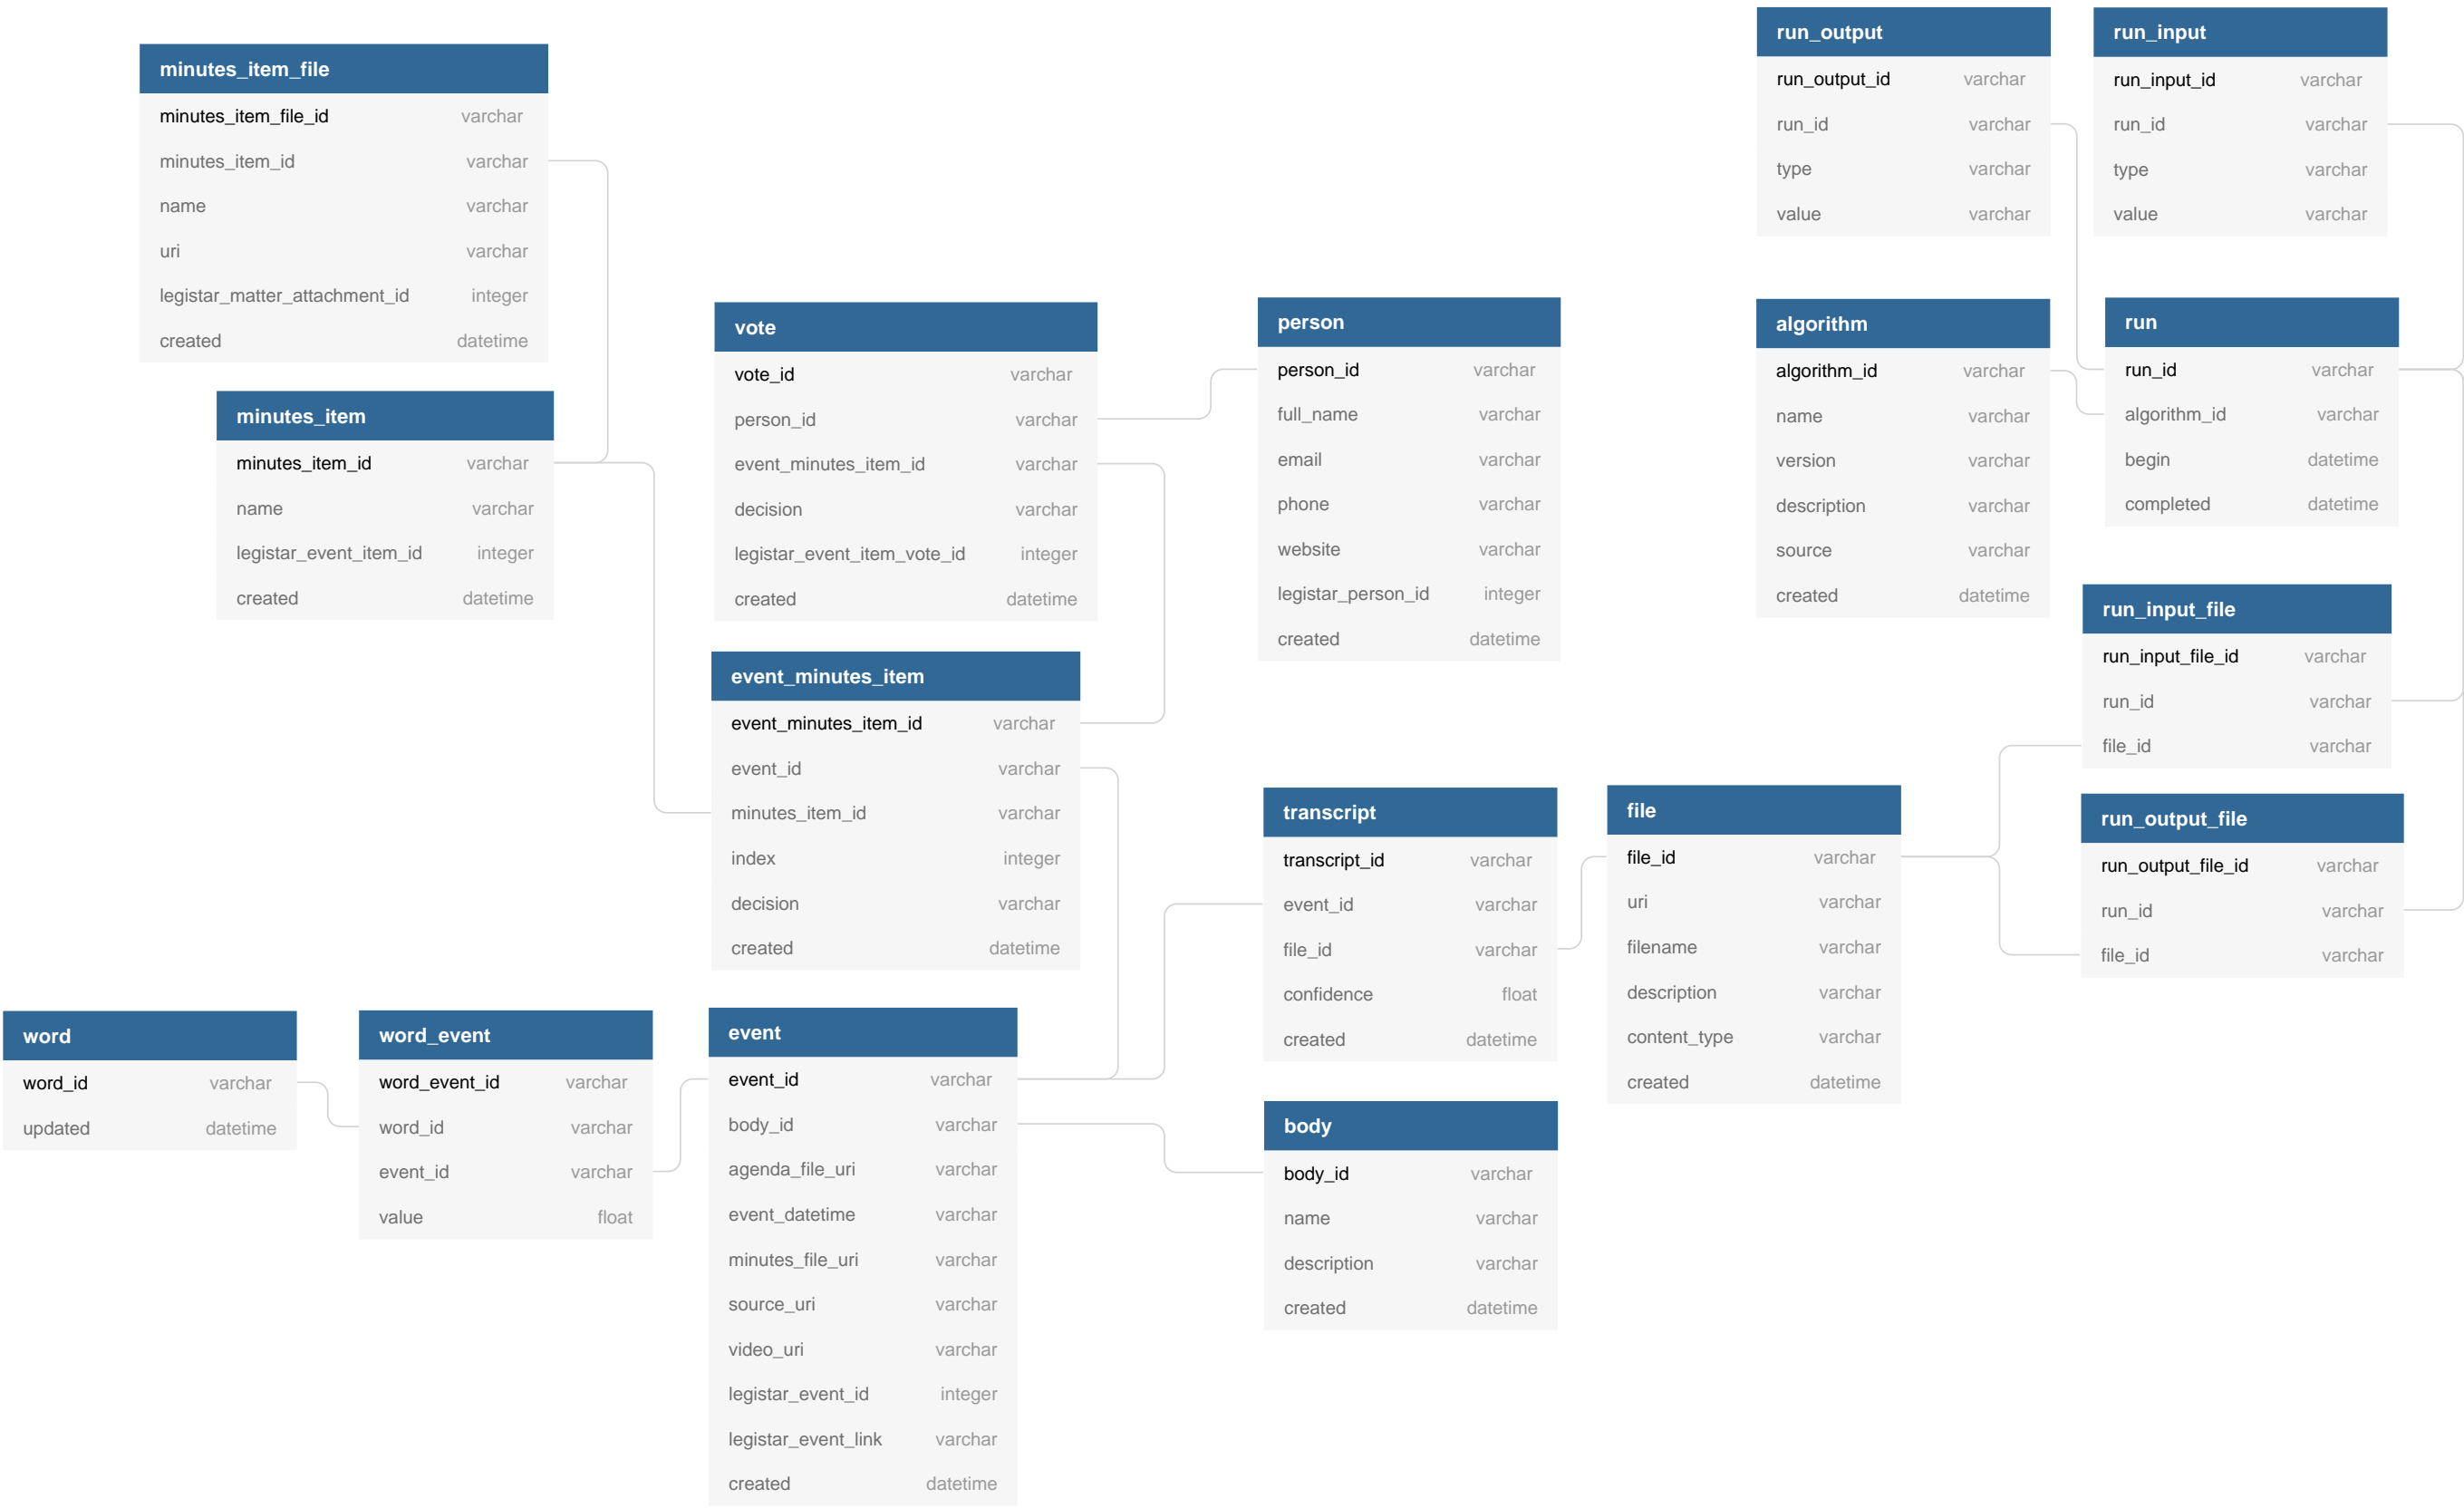 minutes_item_file
minutes_item_file_id varchar
minutes_item_id varchar
name varchar
uri varchar
legistar_matter_attachment_id integer
created datetime
minutes_item
minutes_item_id varchar
name varchar
legistar_event_item_id integer
created datetime
vote
vote_id varchar
person_id varchar
event_minutes_item_id varchar
decision varchar
legistar_event_item_vote_id integer
created datetime
person
person_id varchar
full_name varchar
email varchar
phone varchar
website varchar
legistar_person_id integer
created datetime
run_output
run_output_id varchar
run_id varchar
type varchar
value varchar
run_input
run_input_id varchar
run_id varchar
type varchar
value varchar
algorithm
algorithm_id varchar
name varchar
version varchar
description varchar
source varchar
created datetime
run
run_id varchar
algorithm_id varchar
begin datetime
completed datetime
run_input_file
run_input_file_id varchar
run_id varchar
file_id varchar
event_minutes_item
event_minutes_item_id varchar
event_id varchar
minutes_item_id varchar
index integer
decision varchar
created datetime
transcript
transcript_id varchar
event_id varchar
file_id varchar
confidence float
created datetime
file
file_id varchar
uri varchar
filename varchar
description varchar
content_type varchar
created datetime
run_output_file
run_output_file_id varchar
run_id varchar
file_id varchar
word
word_id varchar
updated datetime
word_event
word_event_id varchar
word_id varchar
event_id varchar
value float
event
event_id varchar
body_id varchar
agenda_file_uri varchar
event_datetime varchar
minutes_file_uri varchar
source_uri varchar
video_uri varchar
legistar_event_id integer
legistar_event_link varchar
created datetime
body
body_id varchar
name varchar
description varchar
created datetime